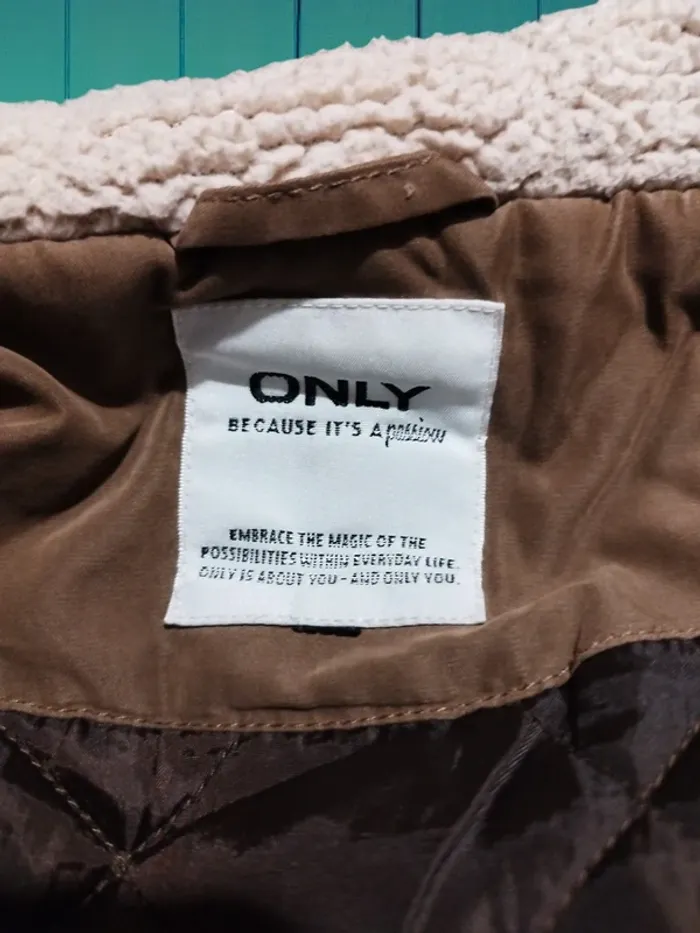 ONLY
BECAUSE IT'S A passion
EMBRACE THE MAGIC OF THE
POSSIBILITIES WITHIN EVERYDAY LIFE.
ONLY IS ABOUT YOU - AND ONLY YOU.